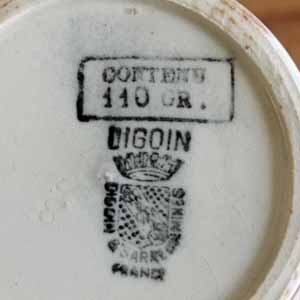 CONTENU
110 GR.
DIGOIN
DIGOIN & SARREGUEMINES
FRANCE